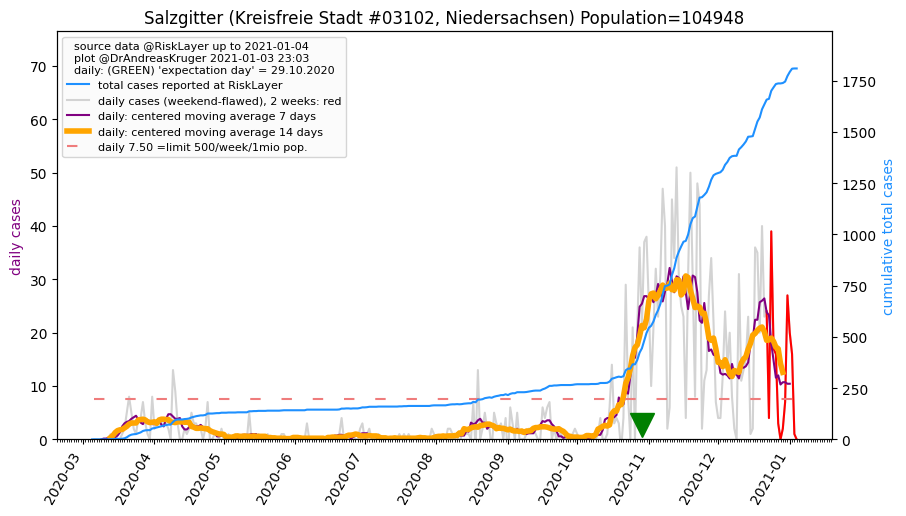 Salzgitter (Kreisfreie Stadt #03102, Niedersachsen) Population=104948
source data @RiskLayer up to 2021-01-04
plot @DrAndreasKruger 2021-01-03 23:03
daily: (GREEN) 'expectation day' = 29.10.2020
total cases reported at RiskLayer
daily cases (weekend-flawed), 2 weeks: red
daily: centered moving average 7 days
daily: centered moving average 14 days
daily 7.50 =limit 500/week/1mio pop.
daily cases
70
60
50
40
30
20
10
0
cumulative total cases
1750
1500
1250
1000
750
500
250
0
2020-03
2020-04
2020-05
2020-06
2020-07
2020-08
2020-09
2020-10
2020-11
2020-12
2021-01